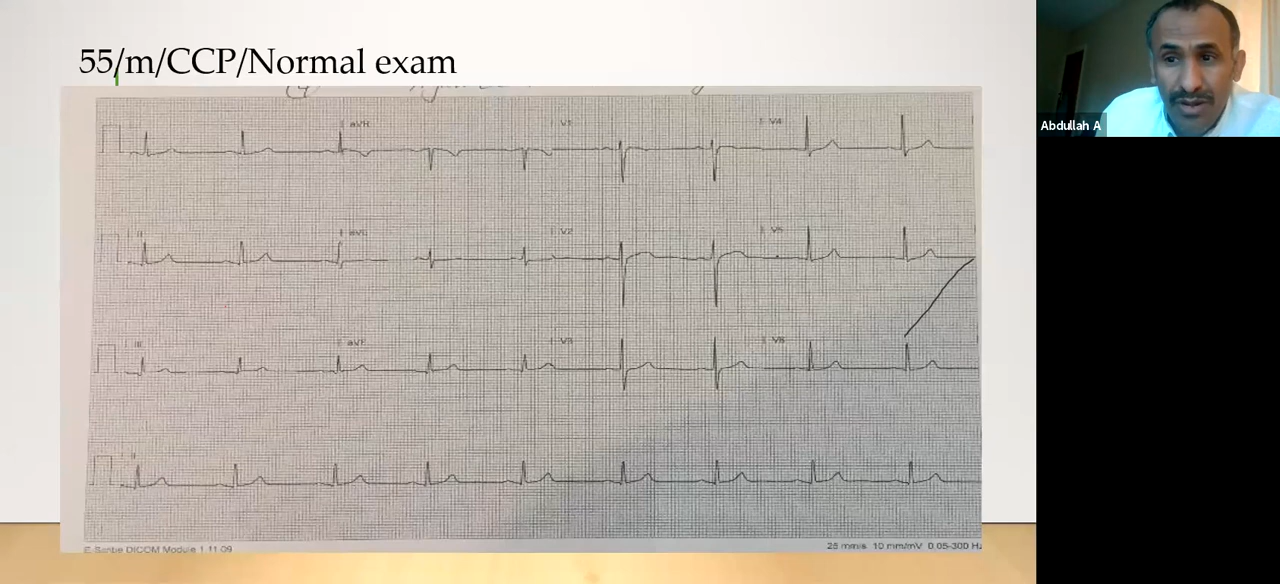 55/m/CCP/Normal exam
Abdullah A
aVR
V1
V4
II
aVL
V2
V5
III
aVF
V3
V6
II
E-Scribe DICOM Module 1.11.09
25 mm/s 10 mm/mV 0.05-300 Hz